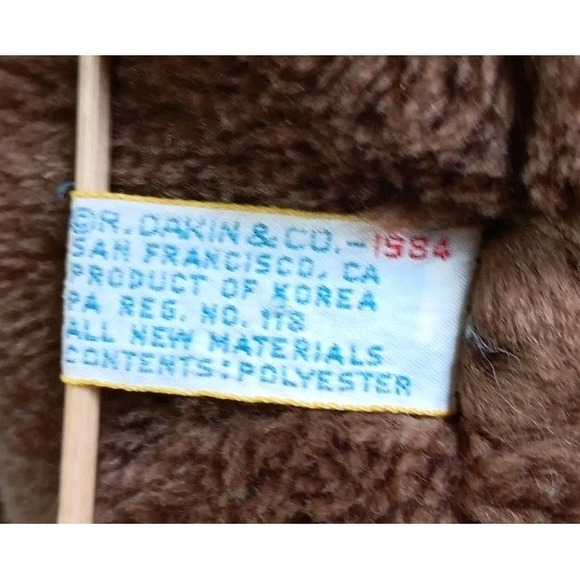 ©R. DAKIN & CO.-1984
SAN FRANCISCO, CA
PRODUCT OF KOREA
PA REG. NO. 118
ALL NEW MATERIALS
CONTENTS: POLYESTER